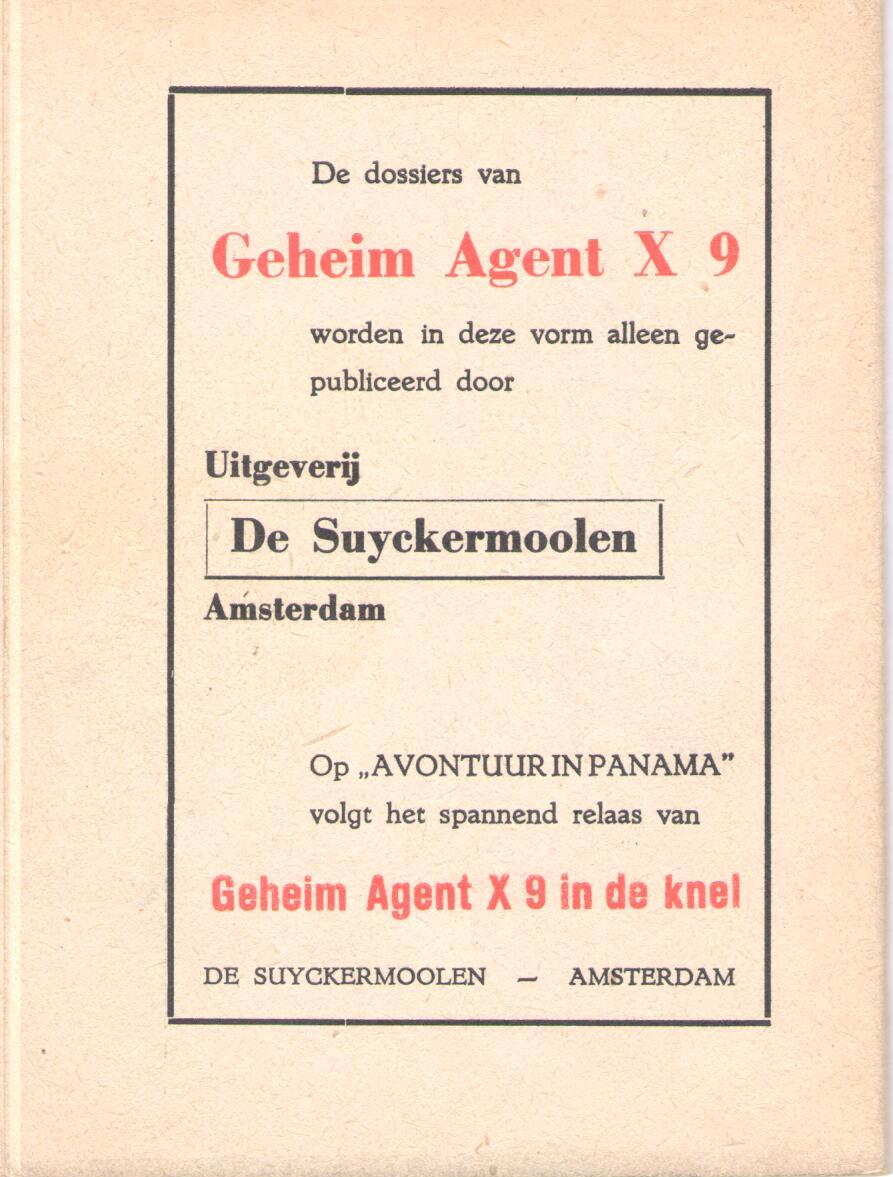 De dossiers van
Geheim Agent X 9
worden in deze vorm alleen ge-
publiceerd door
Uitgeverij
De Suyckermoolen
Amsterdam
Op „AVONTUUR IN PANAMA”
volgt het spannend relaas van
Geheim Agent X 9 in de knel
DE SUYCKERMOOLEN – AMSTERDAM